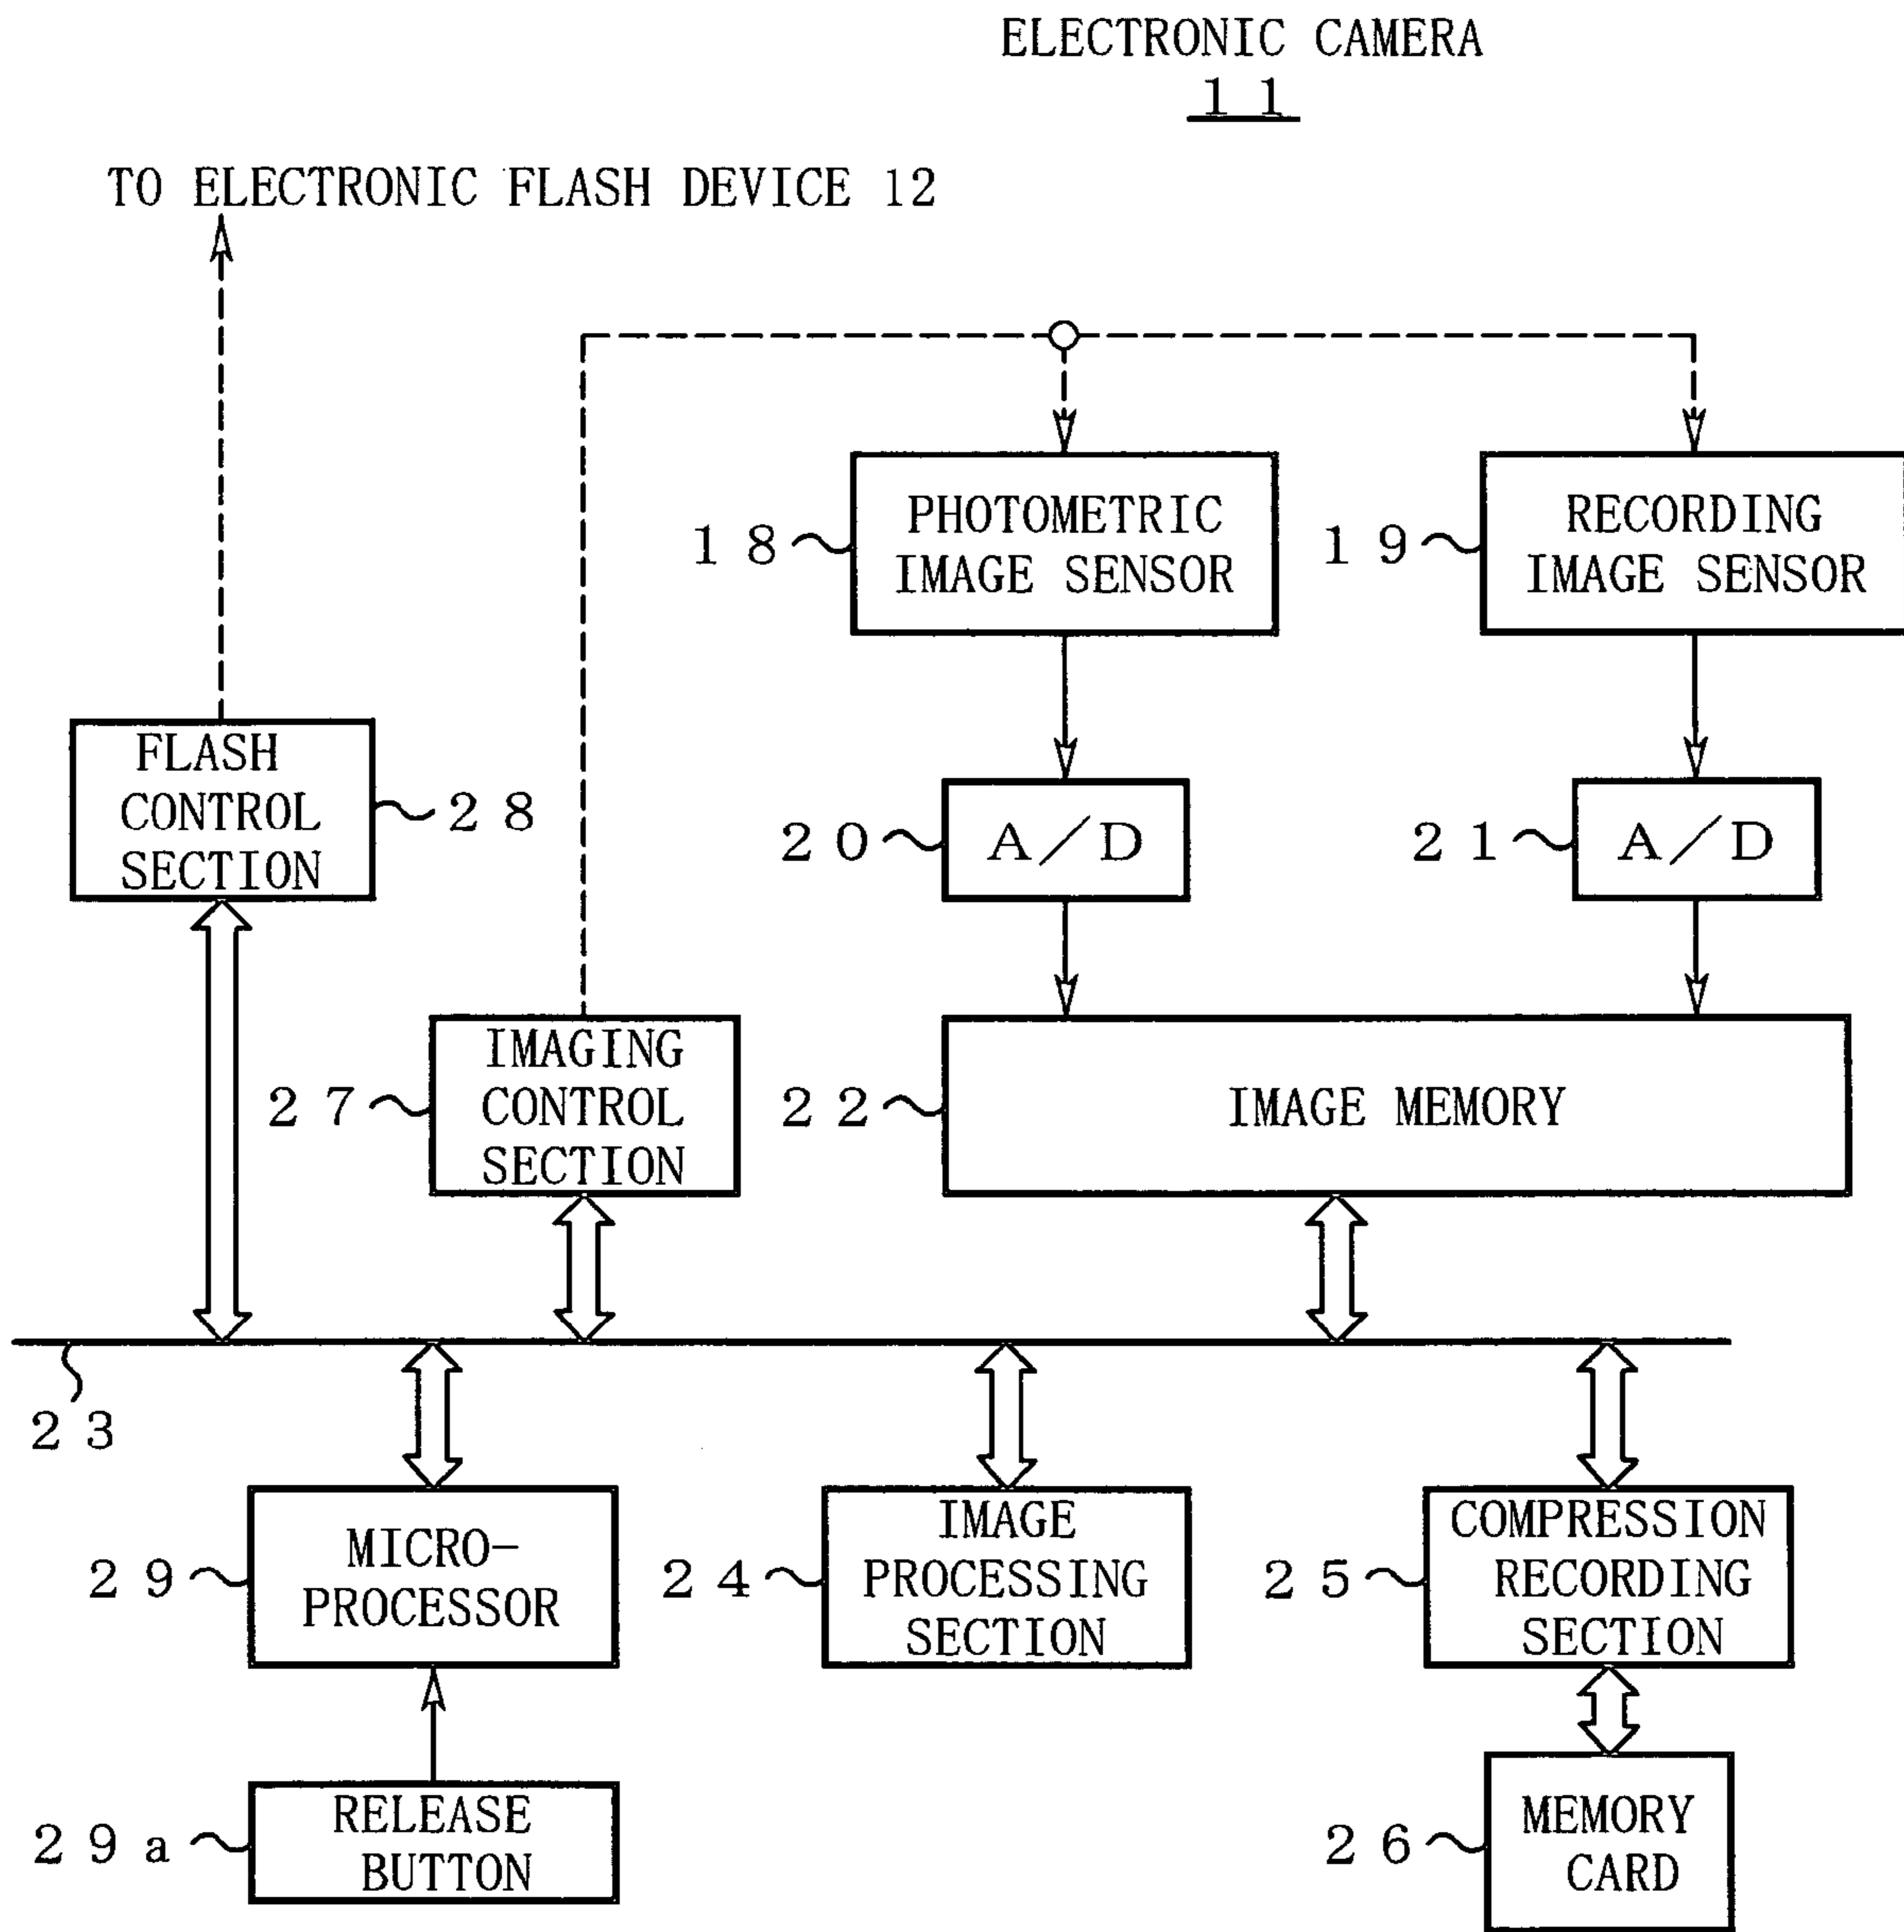 ELECTRONIC CAMERA
11
TO ELECTRONIC FLASH DEVICE 12
18
PHOTOMETRIC
IMAGE SENSOR
19
RECORDING
IMAGE SENSOR
FLASH
CONTROL
SECTION
28
20
A/D
21
A/D
27
IMAGING
CONTROL
SECTION
22
IMAGE MEMORY
23
29
MICRO-
PROCESSOR
24
IMAGE
PROCESSING
SECTION
25
COMPRESSION
RECORDING
SECTION
29a
RELEASE
BUTTON
26
MEMORY
CARD